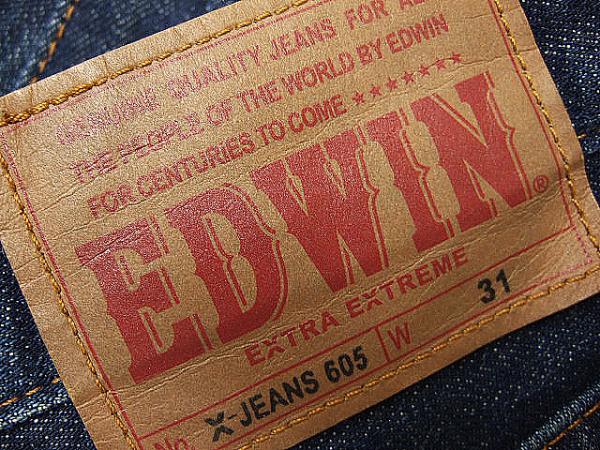 GENUINE QUALITY JEANS FOR
THE PEOPLE OF THE WORLD BY EDWIN
FOR CENTURIES TO COME ★★★★★★★
EDWIN®
EXTRA EXTREME
No. X-JEANS 605 W 31